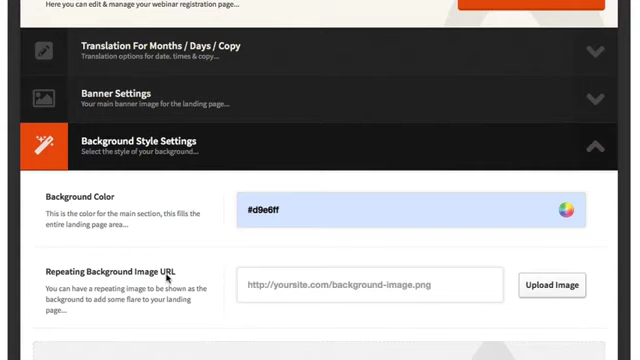 Here you can edit & manage your webinar registration page...
Translation For Months / Days / Copy
Translation options for date, times & copy...
Banner Settings
Your main banner image for the landing page...
Background Style Settings
Select the style of your background...
Background Color
This is the color for the main section, this fills the
entire landing page area...
#d9e6ff
Repeating Background Image URL
You can have a repeating image to be shown as the
background to add some flare to your landing
page...
http://yoursite.com/background-image.png
Upload Image